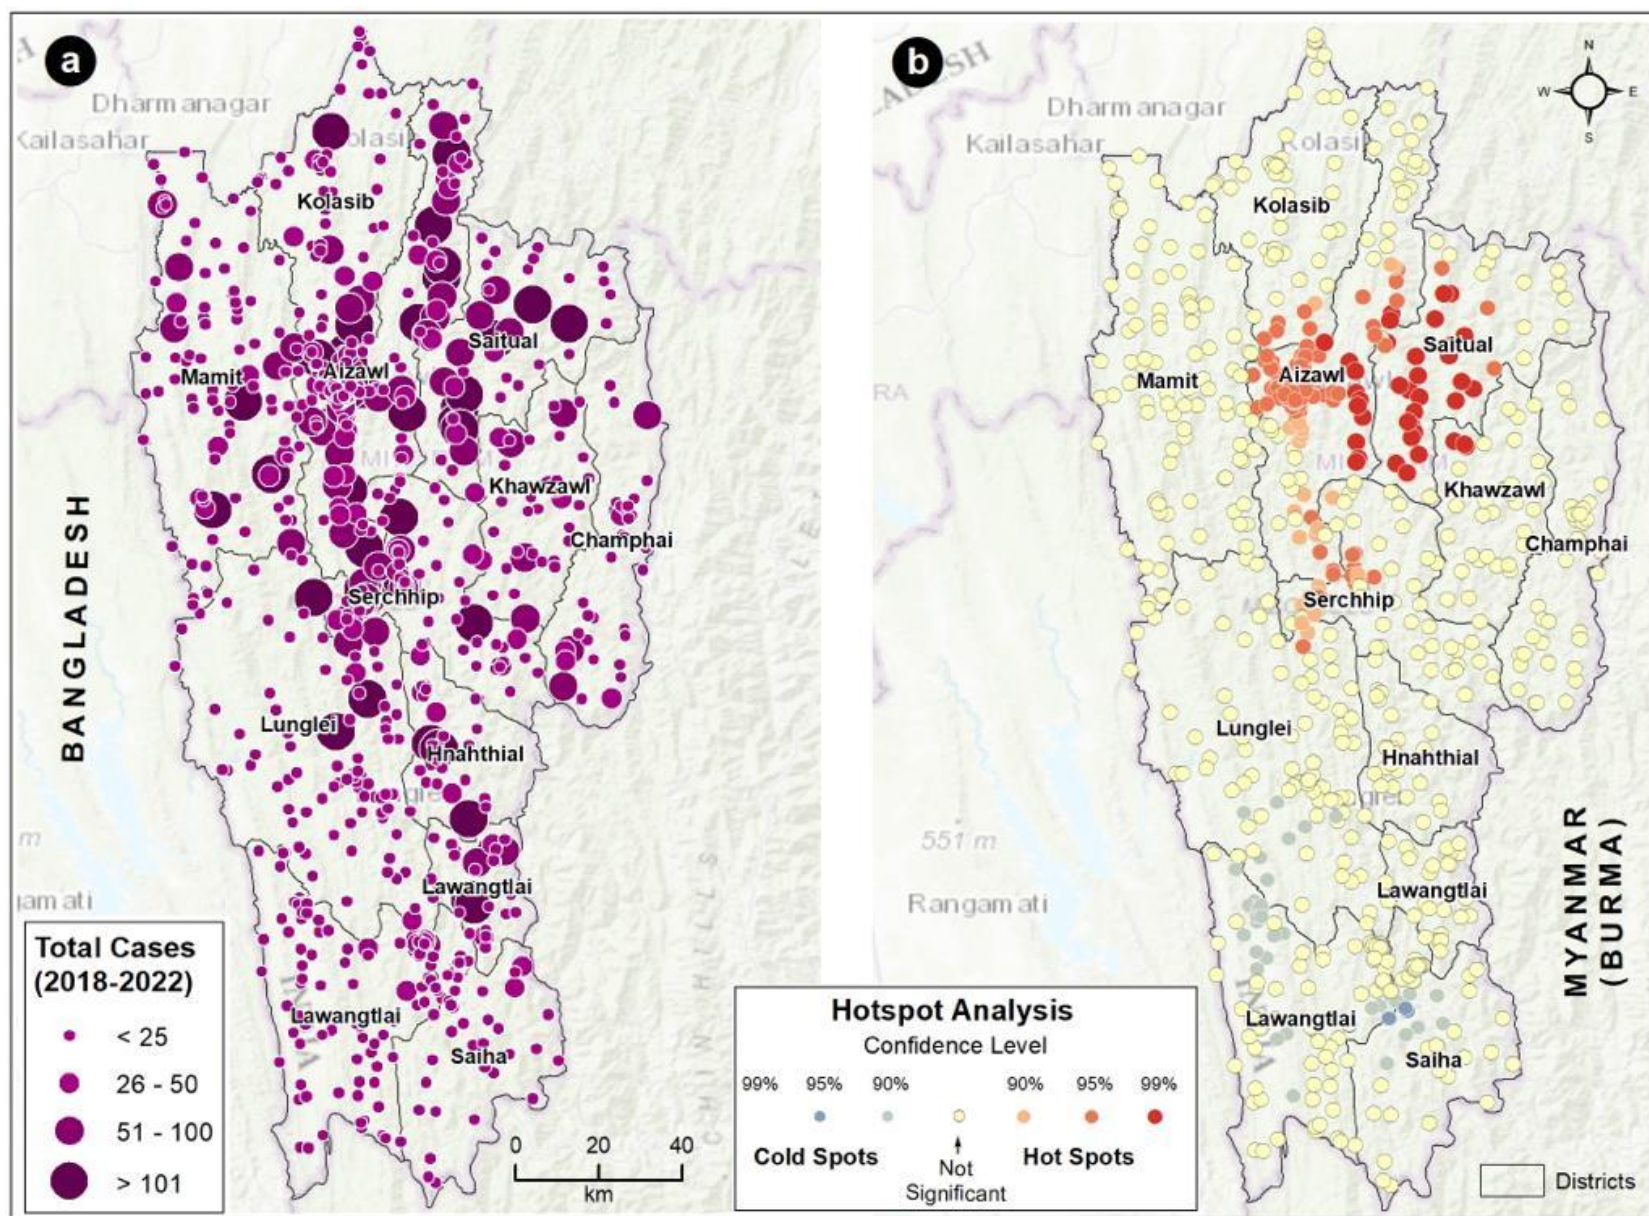 a
Dharmanagar
Kailasahar
Kolasib
Saitual
Aizawl
Mamit
Khawzawl
Champhai
Serchhip
Lunglei
Hnahthial
Lawangtlai
Lawangtlai
Saiha
BANGLADESH
CHIN HILLS
Total Cases
(2018-2022)
< 25
26 - 50
51 - 100
> 101
0 20 40
km
b
N
W E
S
Dharmanagar
Kailasahar
Kolasib
Kolasib
Saitual
Aizawl
Mamit
Khawzawl
Champhai
Serchhip
Lunglei
Hnahthial
551 m
Rangamati
Lawangtlai
Lawangtlai
Saiha
MYANMAR
(BURMA)
Hotspot Analysis
Confidence Level
99% 95% 90% 90% 95% 99%
Cold Spots
Not
Significant
Hot Spots
Districts